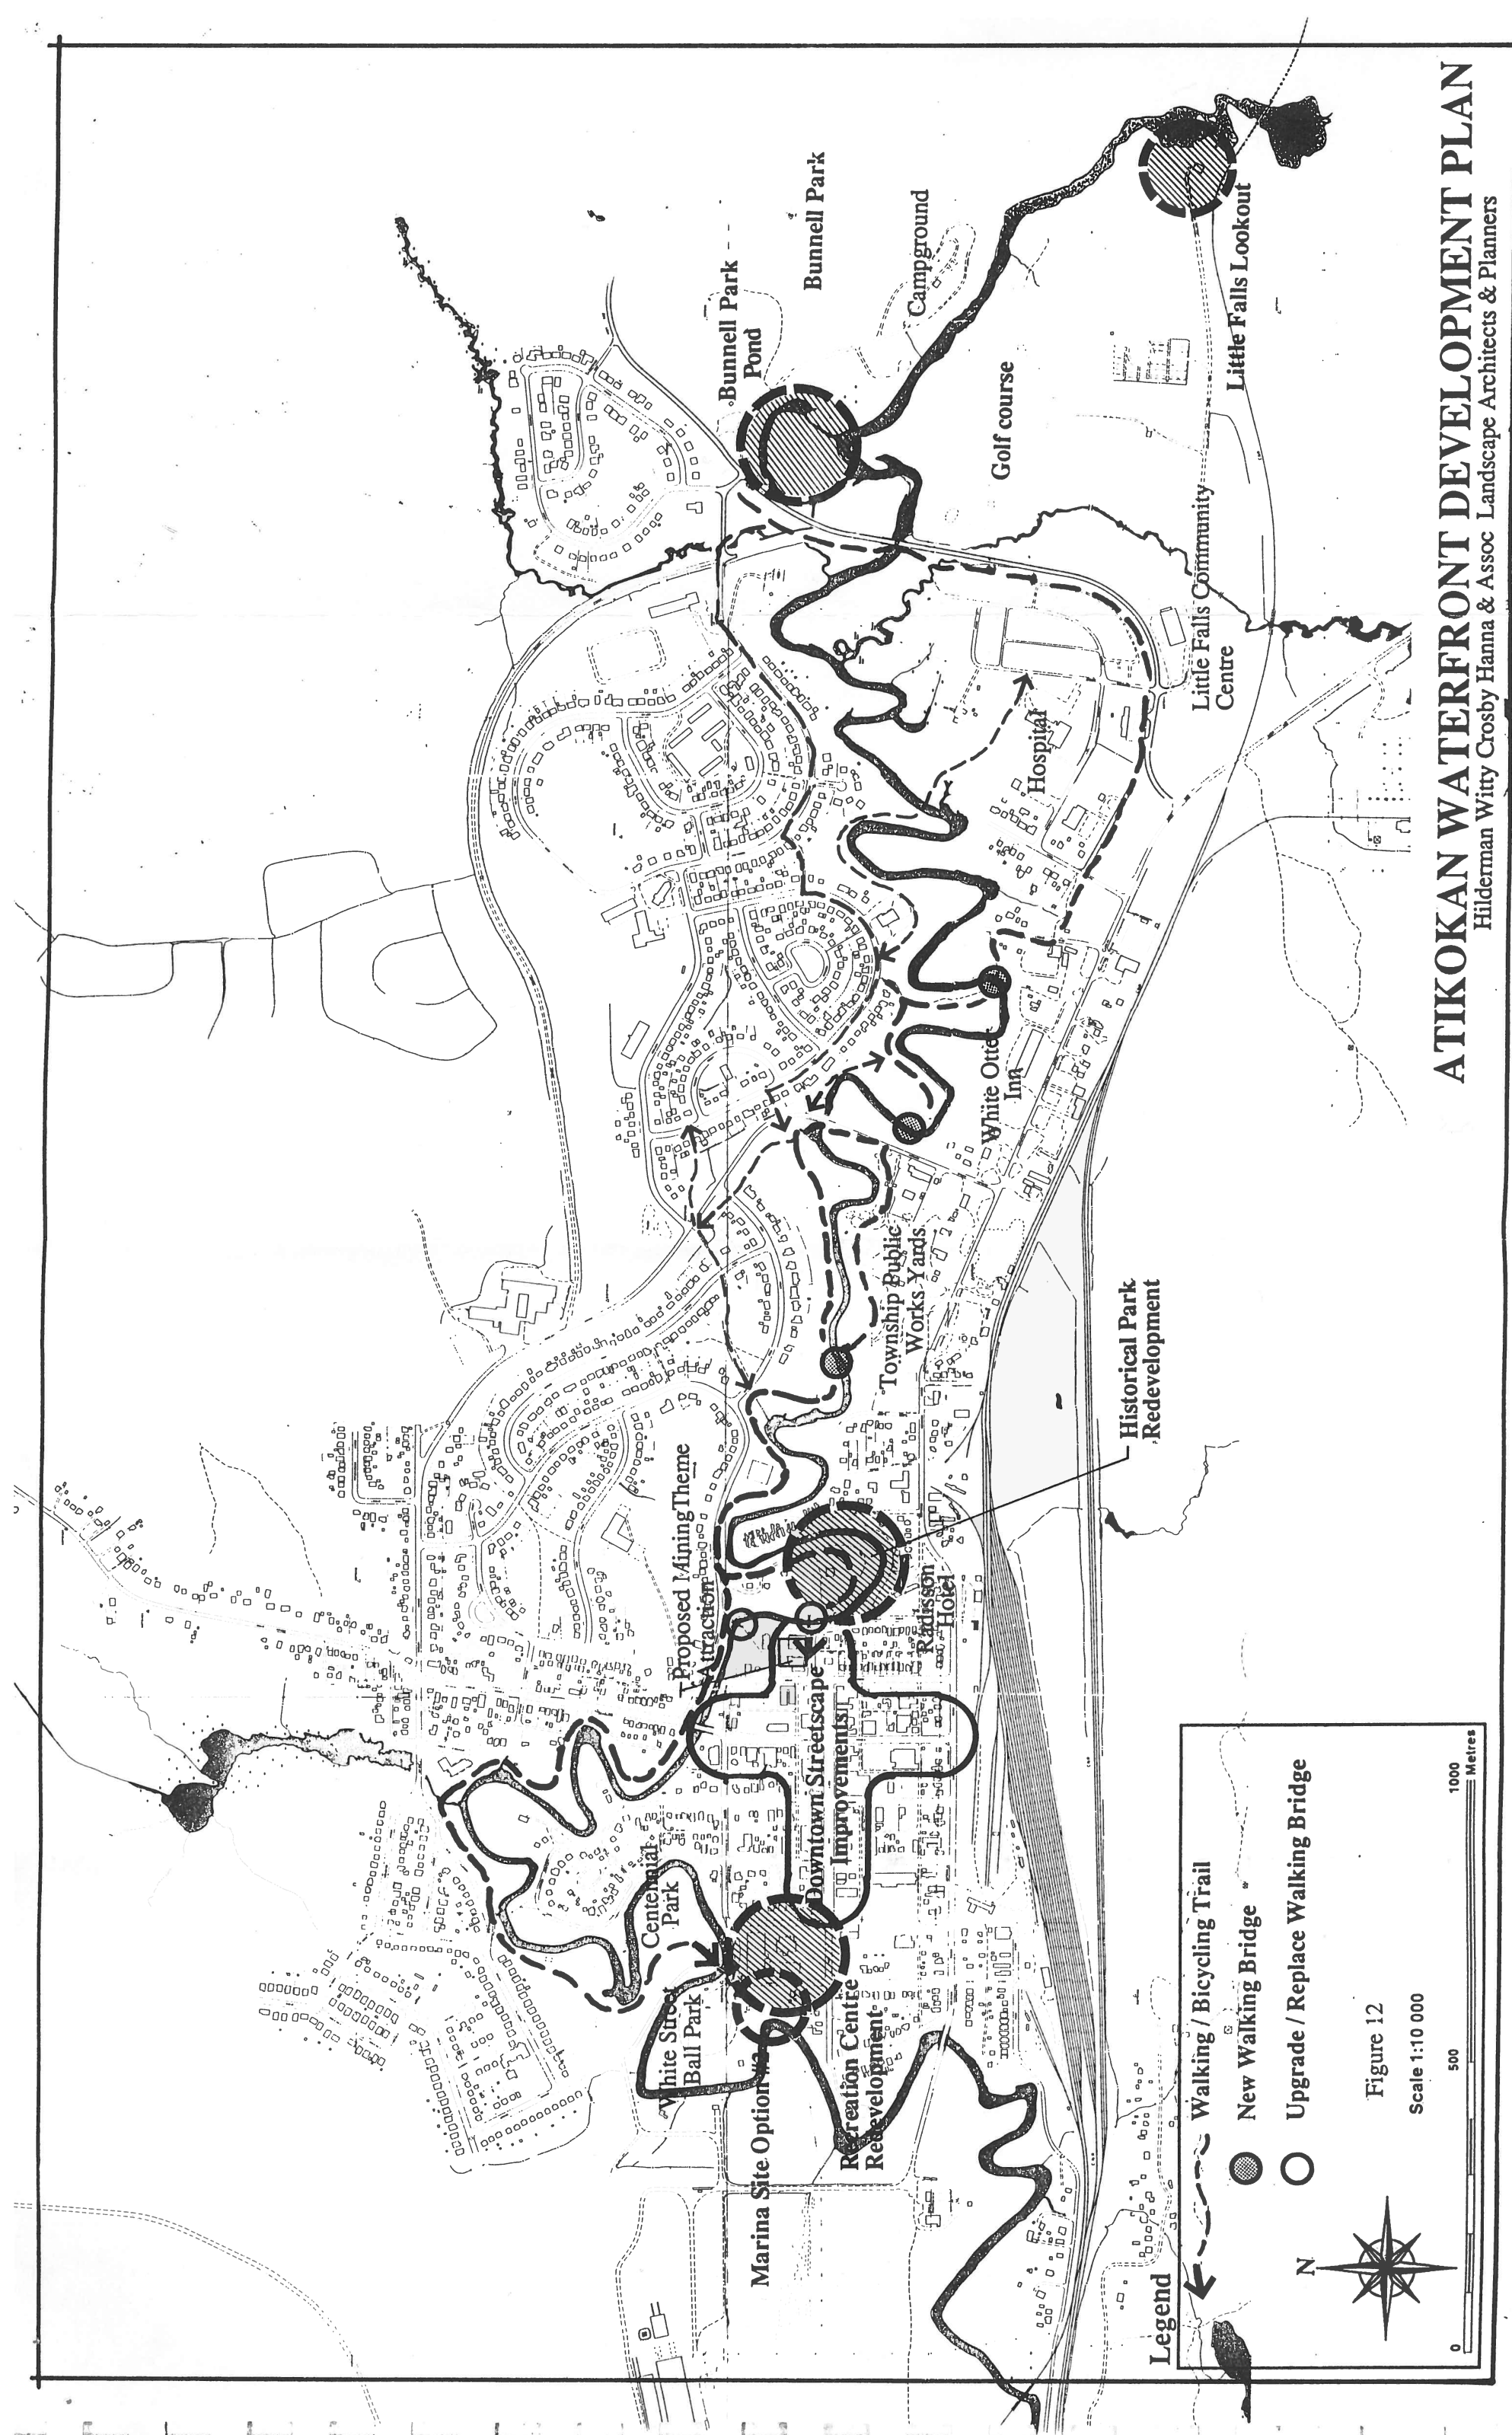 Bunnell Park
Pond
Bunnell Park
Campground
Golf course
Little Falls Lookout
Little Falls Community
Centre
Hospital
White Otter
Inn
Township Public
Works Yards
Historical Park
Redevelopment
Proposed Mining Theme
Attraction
Radisson
Hotel
Downtown Streetscape
Improvements
Centennial
Park
White Street
Ball Park
Marina Site Option #2
Recreation Centre
Redevelopment
Legend
Walking / Bicycling Trail
New Walking Bridge
Upgrade / Replace Walking Bridge
N
Figure 12
Scale 1:10 000
0 500 1000
Metres
ATIKOKAN WATERFRONT DEVELOPMENT PLAN
Hilderman Witty Crosby Hanna & Assoc Landscape Architects & Planners